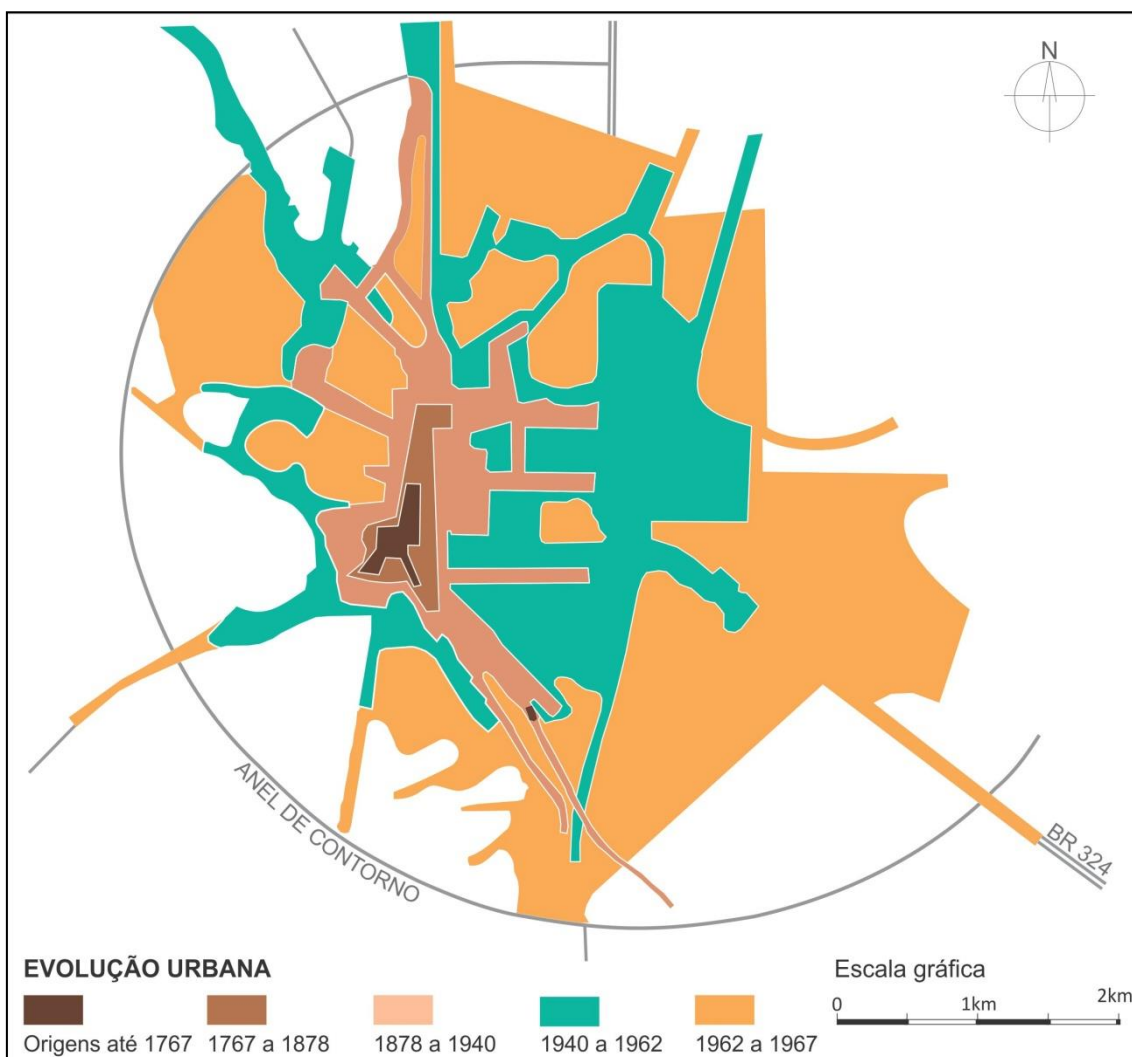 N
ANEL DE CONTORNO
BR 324
EVOLUÇÃO URBANA
Origens até 1767
1767 a 1878
1878 a 1940
1940 a 1962
1962 a 1967
Escala gráfica
0 1km 2km